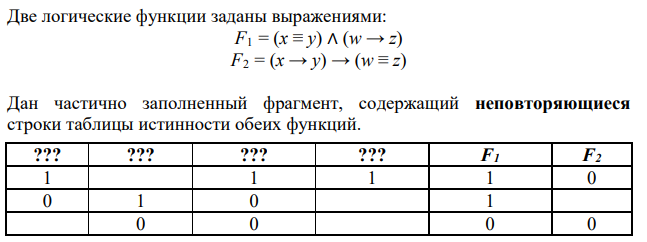 Две логические функции заданы выражениями:
F1 = (x ≡ y) ∧ (w → z)
F2 = (x → y) → (w ≡ z)
Дан частично заполненный фрагмент, содержащий неповторяющиеся
строки таблицы истинности обеих функций.
??? ??? ??? ??? F1 F2
1 1 1 1 0
0 1 0 1
0 0 0 0